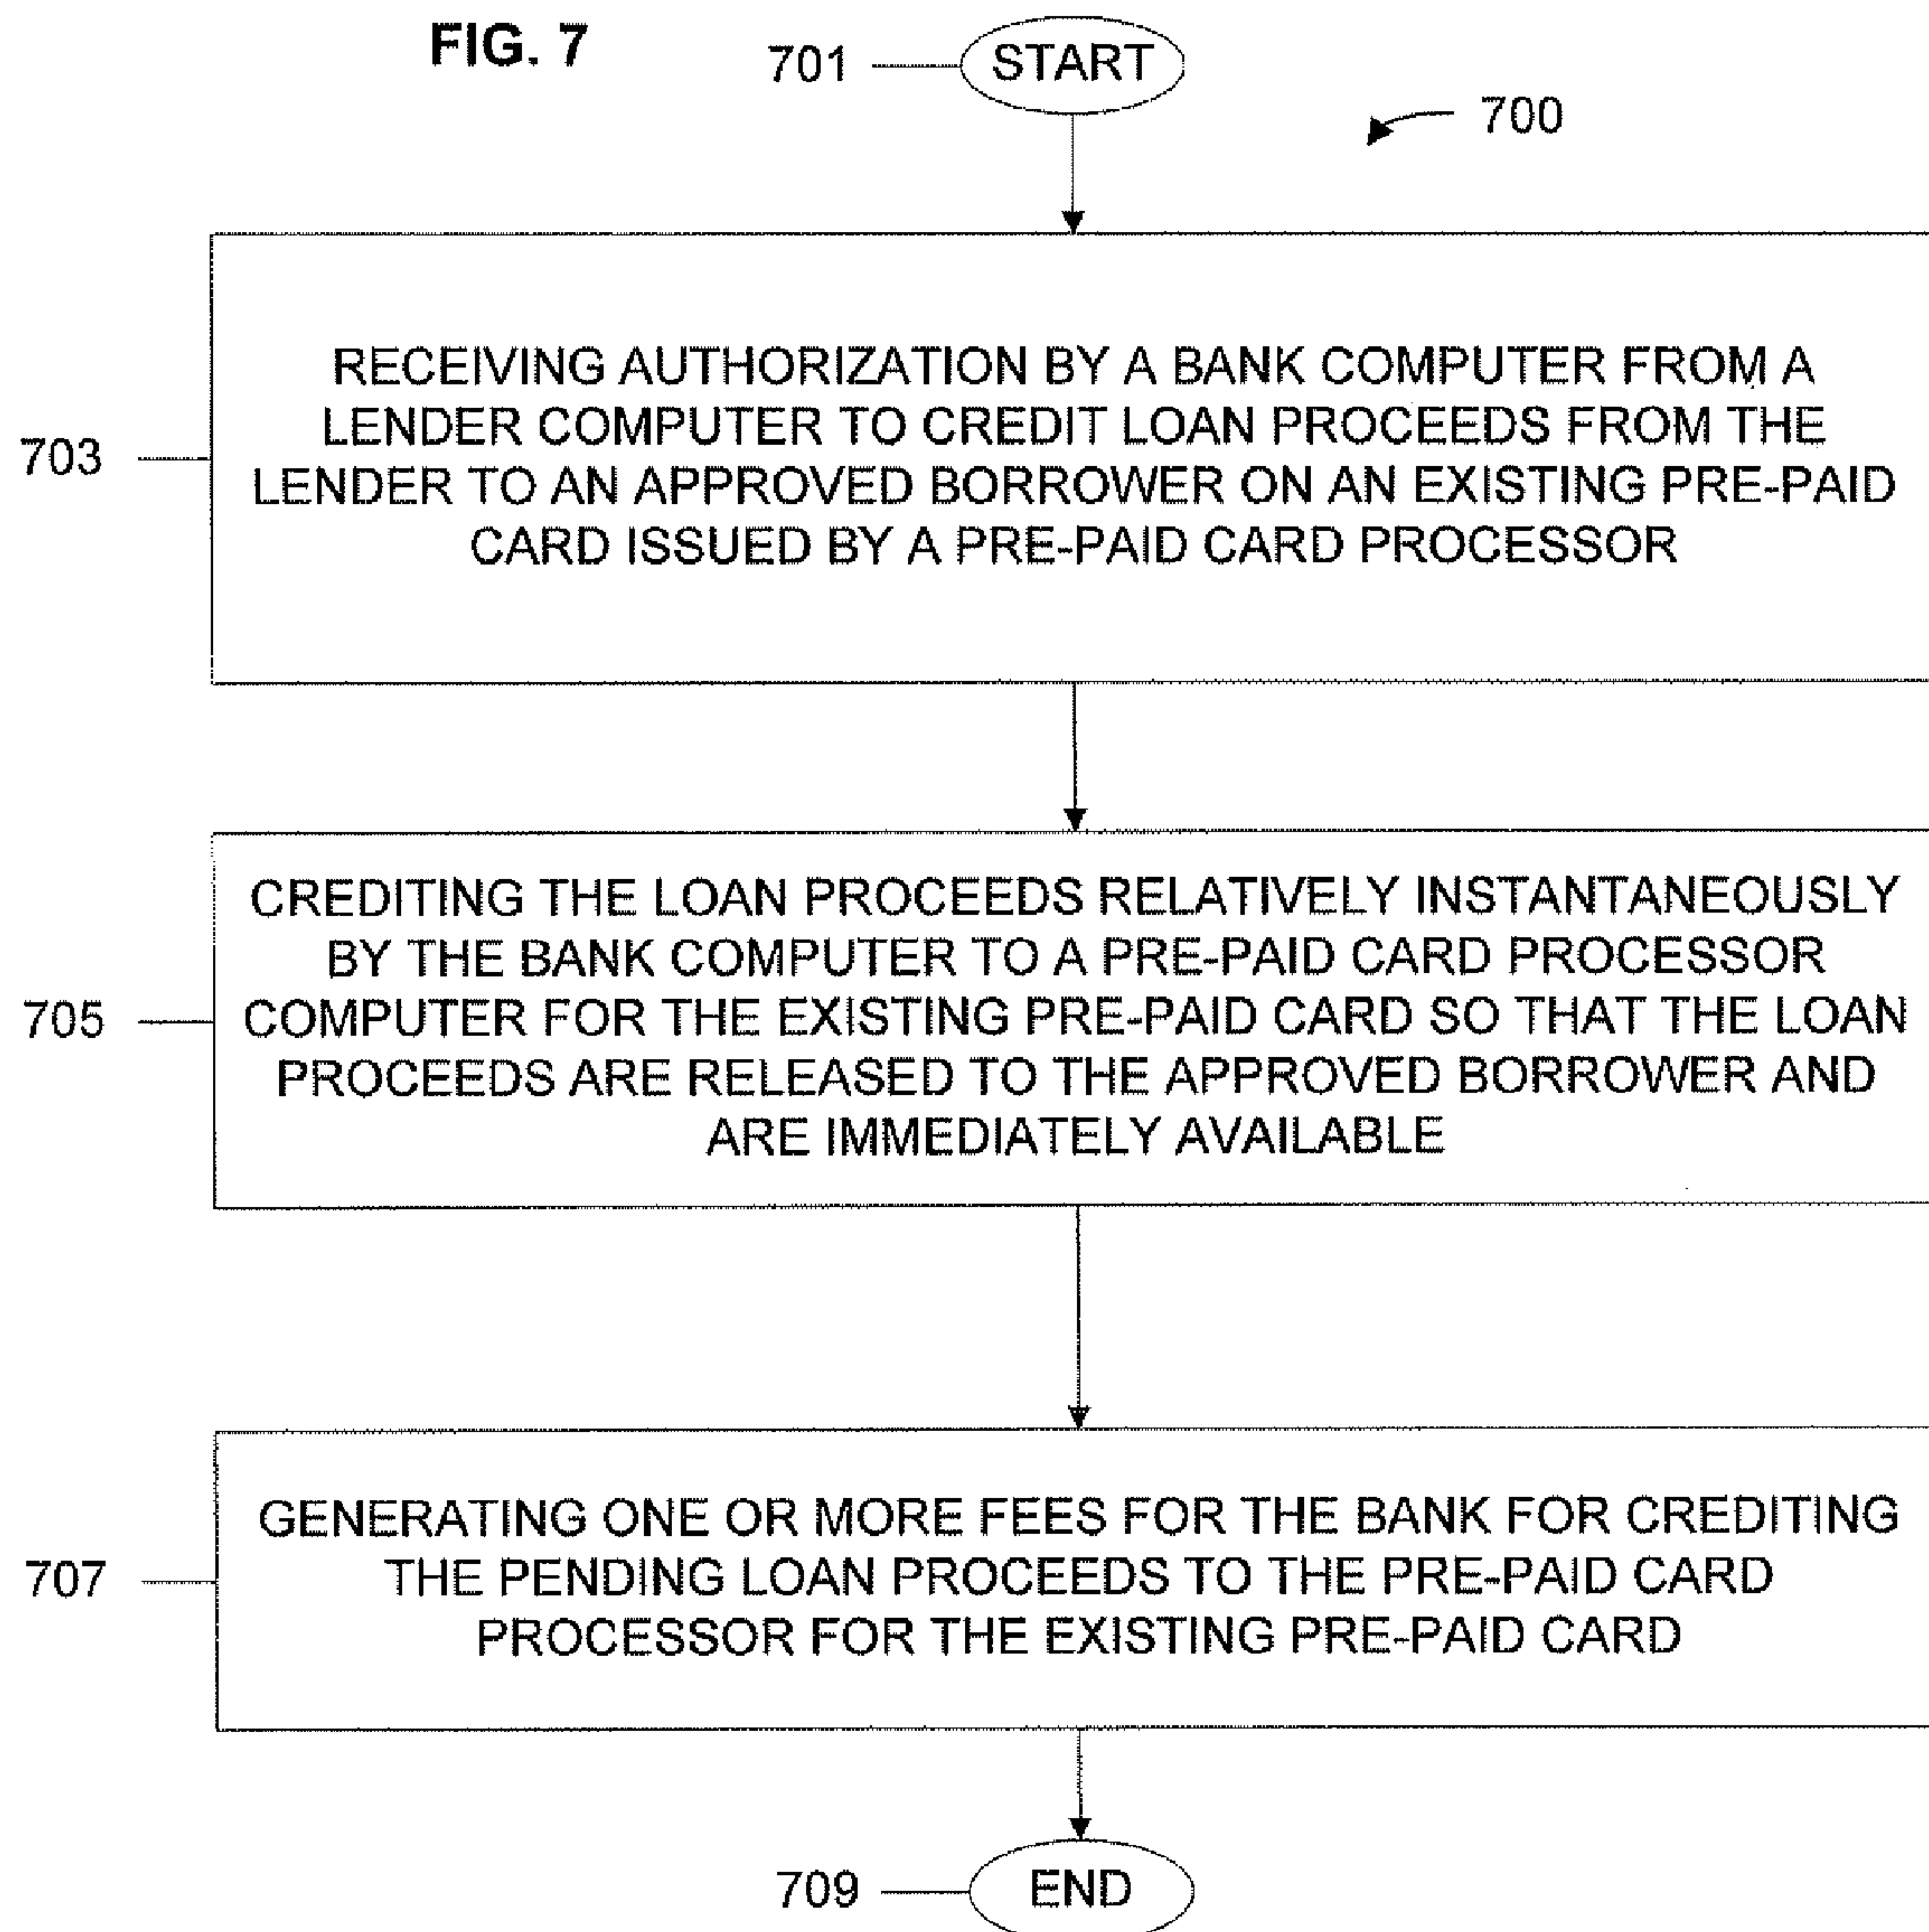 FIG. 7
701
START
700
703
RECEIVING AUTHORIZATION BY A BANK COMPUTER FROM A
LENDER COMPUTER TO CREDIT LOAN PROCEEDS FROM THE
LENDER TO AN APPROVED BORROWER ON AN EXISTING PRE-PAID
CARD ISSUED BY A PRE-PAID CARD PROCESSOR
705
CREDITING THE LOAN PROCEEDS RELATIVELY INSTANTANEOUSLY
BY THE BANK COMPUTER TO A PRE-PAID CARD PROCESSOR
COMPUTER FOR THE EXISTING PRE-PAID CARD SO THAT THE LOAN
PROCEEDS ARE RELEASED TO THE APPROVED BORROWER AND
ARE IMMEDIATELY AVAILABLE
707
GENERATING ONE OR MORE FEES FOR THE BANK FOR CREDITING
THE PENDING LOAN PROCEEDS TO THE PRE-PAID CARD
PROCESSOR FOR THE EXISTING PRE-PAID CARD
709
END